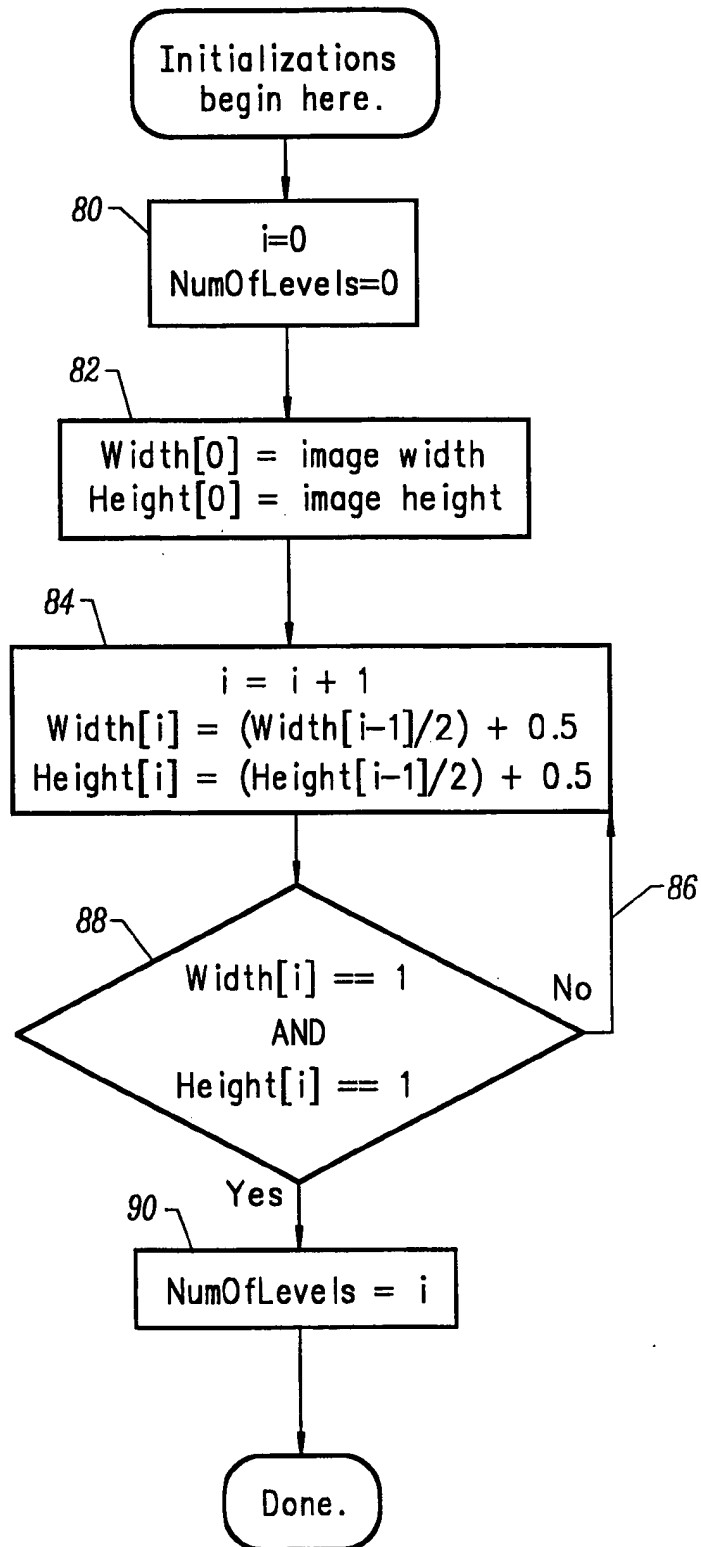 Initializations
begin here.
80
i=0
NumOfLevels=0
82
Width[0] = image width
Height[0] = image height
84
i = i + 1
Width[i] = (Width[i-1]/2) + 0.5
Height[i] = (Height[i-1]/2) + 0.5
86
88
Width[i] == 1
AND
Height[i] == 1
No
Yes
90
NumOfLevels = i
Done.